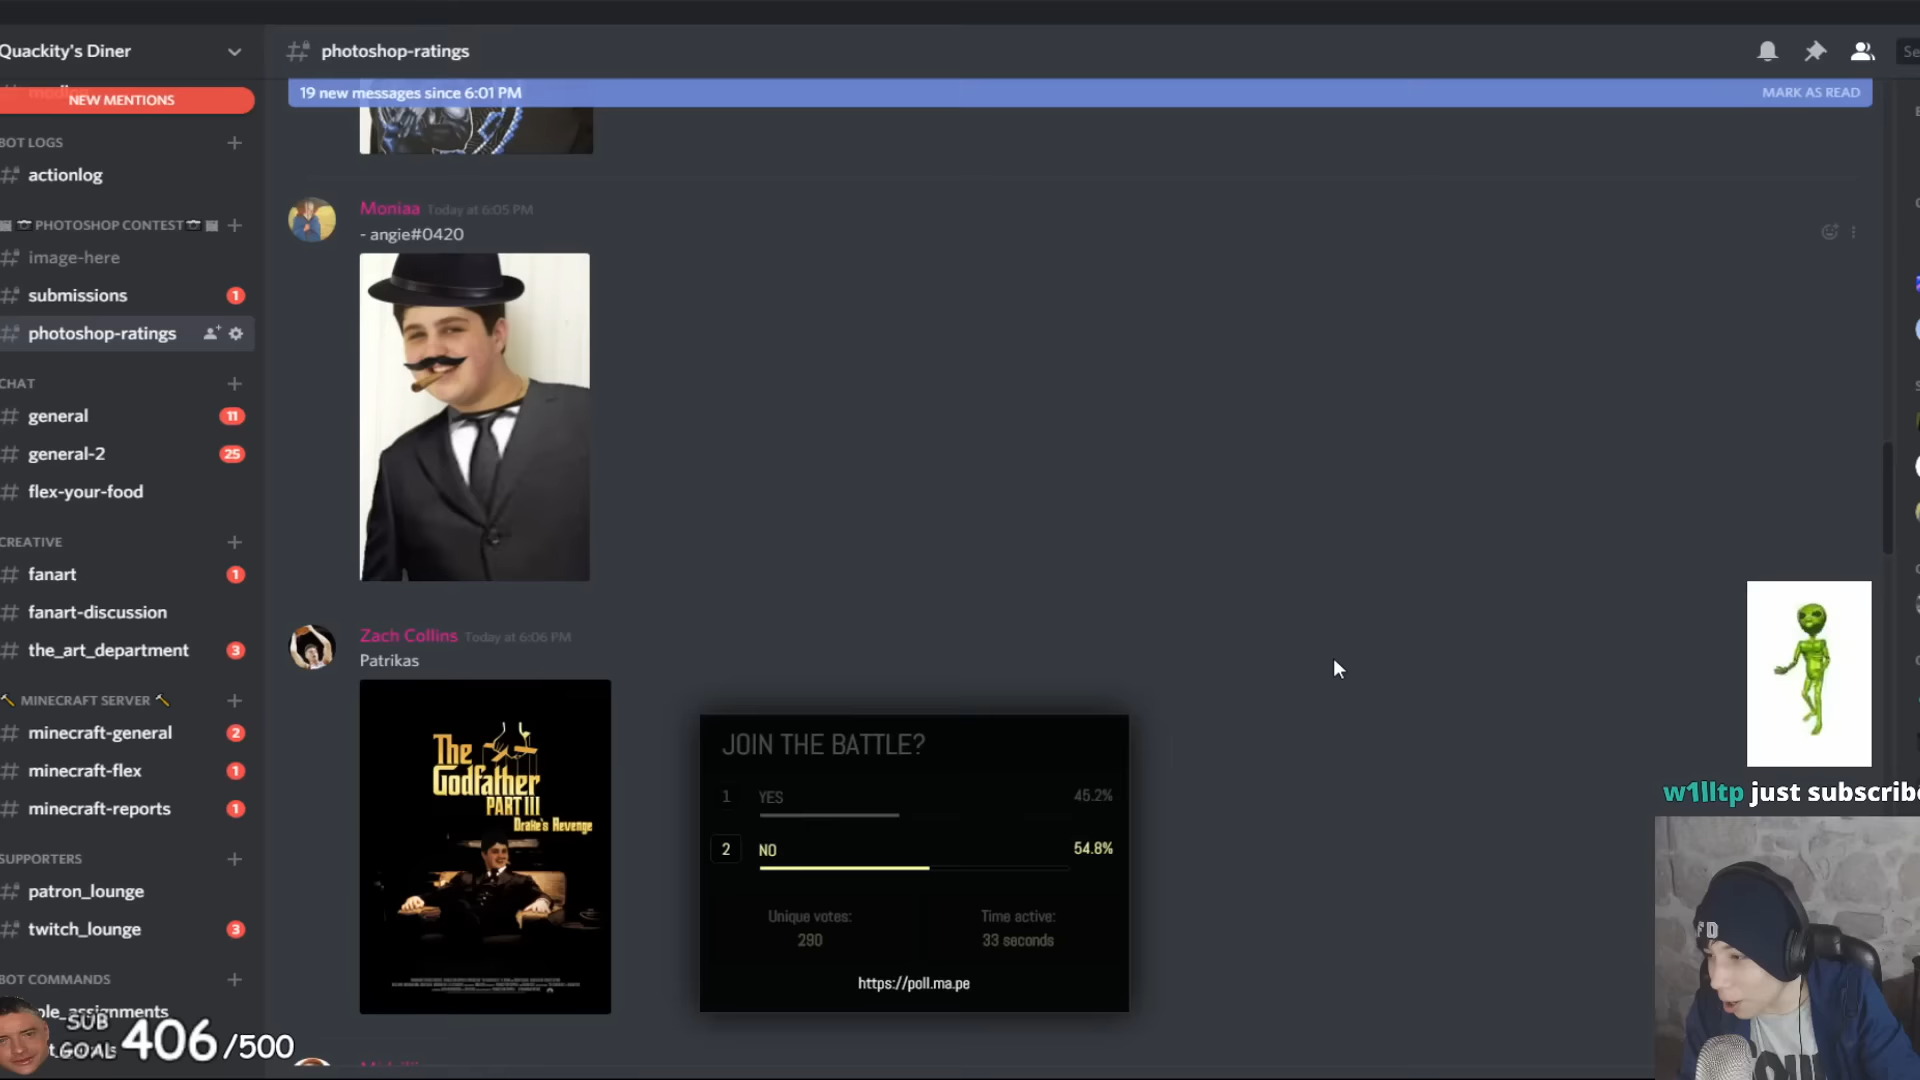 Quackity's Diner
NEW MENTIONS
BOT LOGS
actionlog
PHOTOSHOP CONTEST
image-here
submissions
1
photoshop-ratings
CHAT
general
11
general-2
25
flex-your-food
CREATIVE
fanart
1
fanart-discussion
the_art_department
3
MINECRAFT SERVER
minecraft-general
2
minecraft-flex
1
minecraft-reports
1
SUPPORTERS
patron_lounge
twitch_lounge
3
BOT COMMANDS
ole_assignments
SUB
GOAL 406/500
photoshop-ratings
19 new messages since 6:01 PM
MARK AS READ
Moniaa Today at 6:05 PM
- angie#0420
Zach Collins Today at 6:06 PM
Patrikas
The
Godfather
PART III
Drake's Revenge
JOIN THE BATTLE?
1 YES 45.2%
2 NO 54.8%
Unique votes:
290
Time active:
33 seconds
https://poll.ma.pe
w1lltp just subscribe